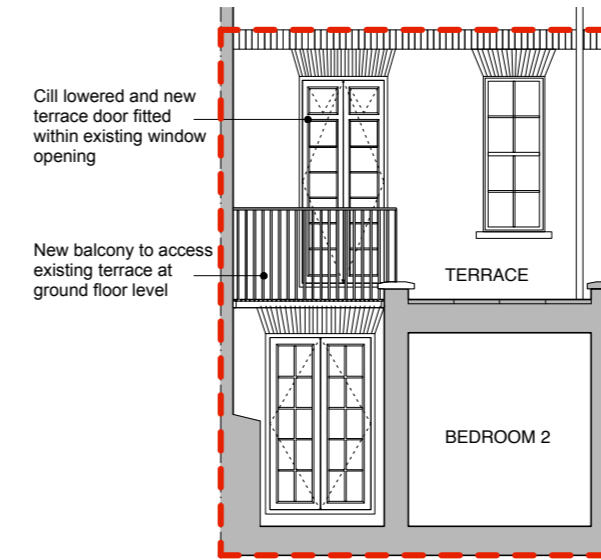 Cill lowered and new
terrace door fitted
within existing window
opening
New balcony to access
existing terrace at
ground floor level
TERRACE
BEDROOM 2